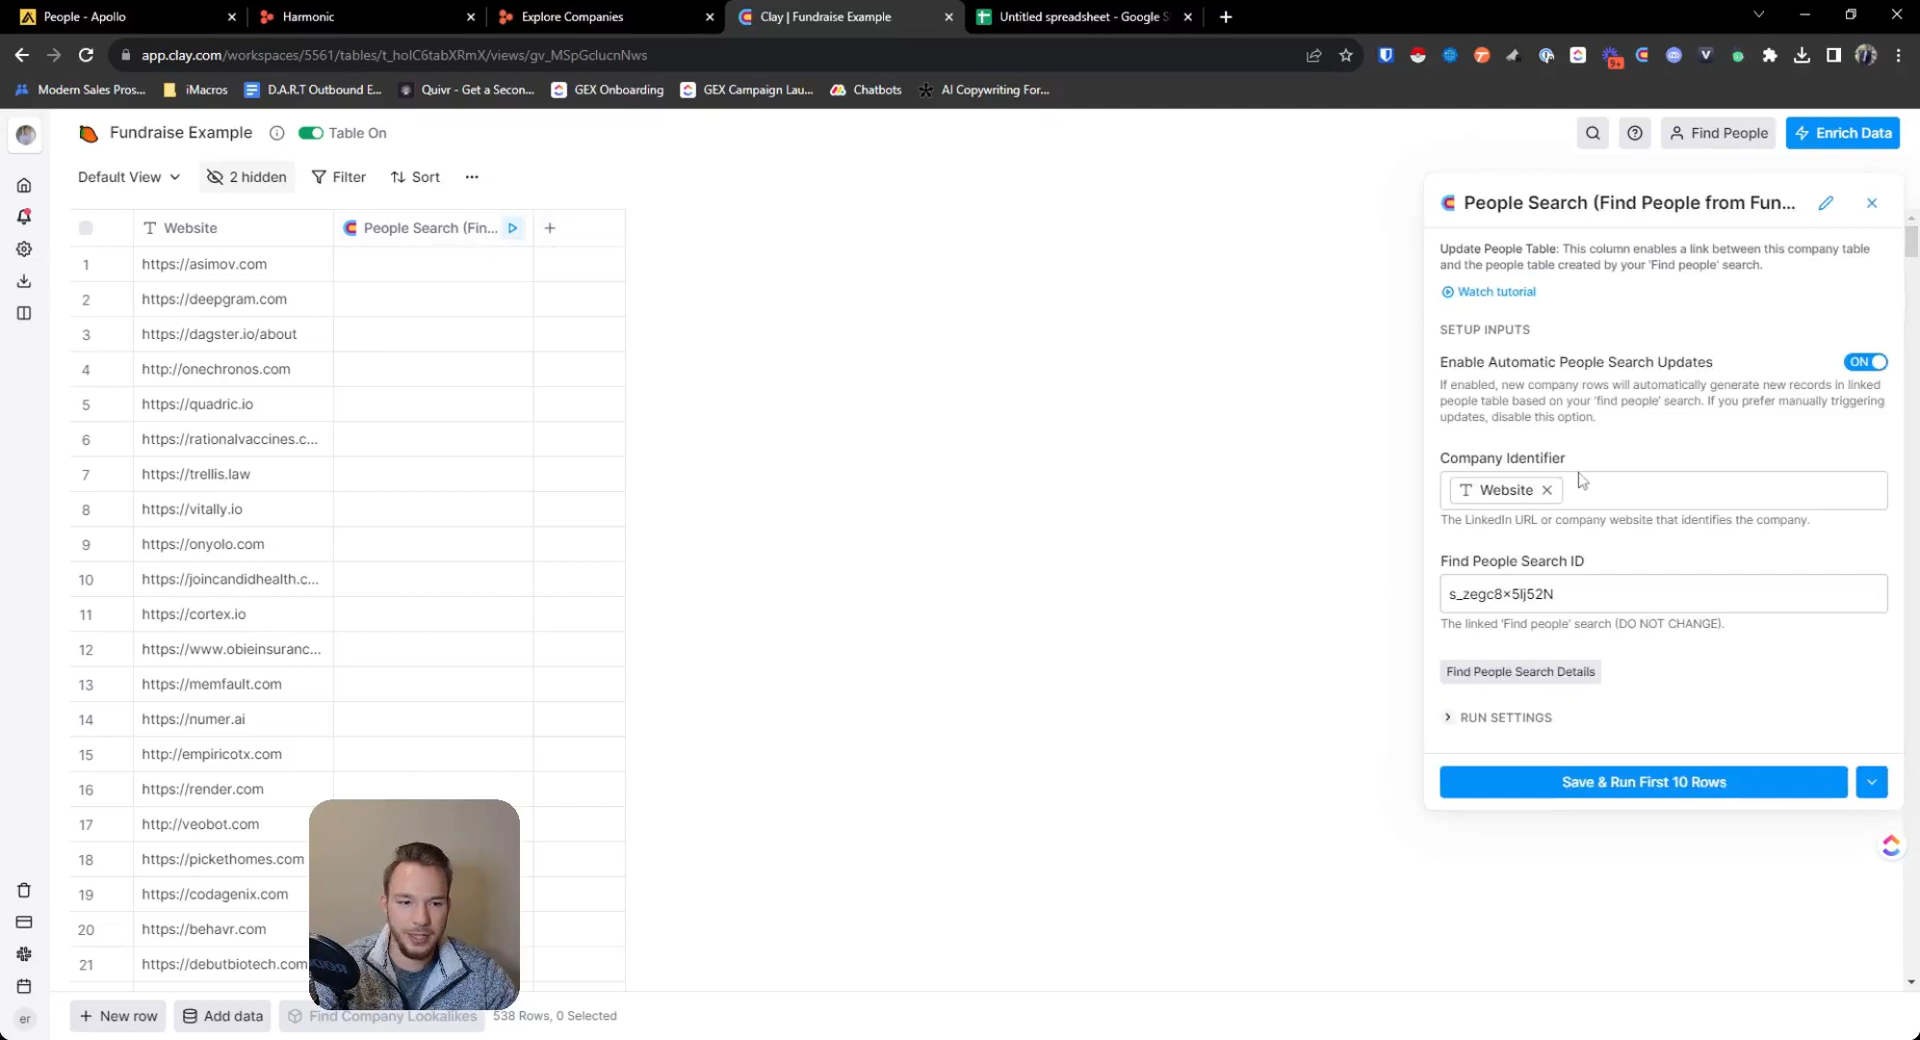 People - Apollo
Harmonic
Explore Companies
Clay | Fundraise Example
Untitled spreadsheet - Google S
app.clay.com/workspaces/5561/tables/t_holC6tabXRmX/views/gv_MSpGclucnNws
9+
V
Modern Sales Pros...
iMacros
D.A.R.T Outbound E...
Quivr - Get a Secon...
GEX Onboarding
GEX Campaign Lau...
Chatbots
AI Copywriting For...
Fundraise Example
Table On
Find People
Enrich Data
Default View
2 hidden
Filter
Sort
Website
People Search (Fin...
1 https://asimov.com
2 https://deepgram.com
3 https://dagster.io/about
4 http://onechronos.com
5 https://quadric.io
6 https://rationalvaccines.c...
7 https://trellis.law
8 https://vitally.io
9 https://onyolo.com
10 https://joincandidhealth.c...
11 https://cortex.io
12 https://www.obieinsuranc...
13 https://memfault.com
14 https://numer.ai
15 http://empiricotx.com
16 https://render.com
17 http://veobot.com
18 https://pickethomes.com
19 https://codagenix.com
20 https://behavr.com
21 https://debutbiotech.com
People Search (Find People from Fun...
Update People Table: This column enables a link between this company table
and the people table created by your 'Find people' search.
Watch tutorial
SETUP INPUTS
Enable Automatic People Search Updates
ON
If enabled, new company rows will automatically generate new records in linked
people table based on your 'find people' search. If you prefer manually triggering
updates, disable this option.
Company Identifier
Website
The LinkedIn URL or company website that identifies the company.
Find People Search ID
s_zegc8x5lj52N
The linked 'Find people' search (DO NOT CHANGE).
Find People Search Details
RUN SETTINGS
Save & Run First 10 Rows
RODE
er
New row
Add data
Find Company Lookalikes
538 Rows, 0 Selected